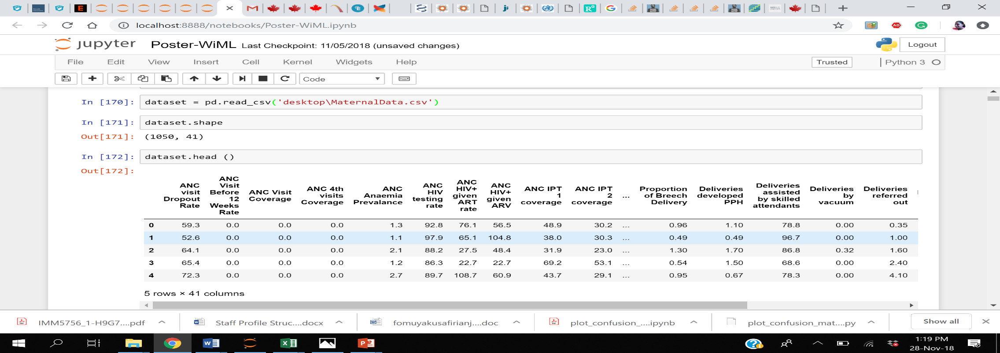 localhost:8888/notebooks/Poster-WiML.ipynb
jupyter Poster-WiML Last Checkpoint: 11/05/2018 (unsaved changes) Logout
File Edit View Insert Cell Kernel Widgets Help Trusted Python 3
Code
In [170]: dataset = pd.read_csv('desktop\MaternalData.csv')
In [171]: dataset.shape
Out[171]: (1050, 41)
In [172]: dataset.head ()
Out[172]:
ANC visit Dropout Rate ANC Visit Before 12 Weeks Rate ANC Visit Coverage ANC 4th visits Coverage ANC Anaemia Prevalance ANC HIV testing rate ANC HIV+ given ART rate ANC HIV+ given ARV ANC IPT 1 coverage ANC IPT 2 coverage ... Proportion of Breech Delivery Deliveries developed PPH Deliveries assisted by skilled attendants Deliveries by vacuum Deliveries referred out
0 59.3 0.0 0.0 0.0 1.3 92.8 76.1 56.5 48.9 30.2 ... 0.96 1.10 78.8 0.00 0.35
1 52.6 0.0 0.0 0.0 1.1 97.9 65.1 104.8 38.0 30.3 ... 0.49 0.49 96.7 0.00 1.00
2 64.1 0.0 0.0 0.0 2.1 88.2 27.5 48.4 31.9 23.0 ... 1.30 1.70 86.8 0.32 1.60
3 65.4 0.0 0.0 0.0 1.2 86.3 22.7 22.7 69.2 53.1 ... 0.54 1.50 68.6 0.00 2.40
4 72.3 0.0 0.0 0.0 2.7 89.7 108.7 60.9 43.7 29.1 ... 0.95 0.67 78.3 0.00 4.10
5 rows × 41 columns
IMM5756_1-H9G7....pdf Staff Profile Struc....docx fomuyakusafirianj....doc plot_confusion_....ipynb plot_confusion_mat....py Show all
1:19 PM
28-Nov-18